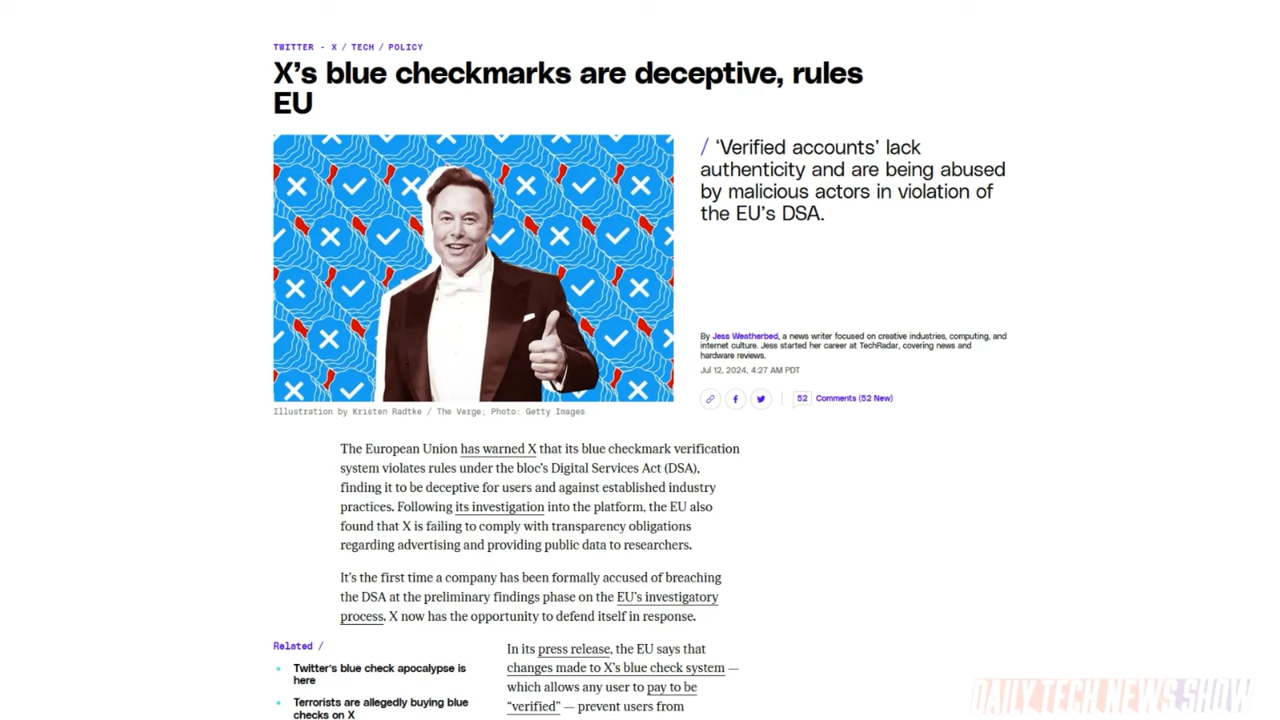 TWITTER - X / TECH / POLICY
X’s blue checkmarks are deceptive, rules
EU
/ ‘Verified accounts’ lack
authenticity and are being abused
by malicious actors in violation of
the EU’s DSA.
By Jess Weatherbed, a news writer focused on creative industries, computing, and
internet culture. Jess started her career at TechRadar, covering news and
hardware reviews.
Jul 12, 2024, 4:27 AM PDT
52 Comments (52 New)
Illustration by Kristen Radtke / The Verge; Photo: Getty Images
The European Union has warned X that its blue checkmark verification
system violates rules under the bloc’s Digital Services Act (DSA),
finding it to be deceptive for users and against established industry
practices. Following its investigation into the platform, the EU also
found that X is failing to comply with transparency obligations
regarding advertising and providing public data to researchers.
It’s the first time a company has been formally accused of breaching
the DSA at the preliminary findings phase on the EU’s investigatory
process. X now has the opportunity to defend itself in response.
Related /
Twitter’s blue check apocalypse is
here
Terrorists are allegedly buying blue
checks on X
In its press release, the EU says that
changes made to X’s blue check system —
which allows any user to pay to be
“verified” — prevent users from
DAILY TECH NEWS SHOW